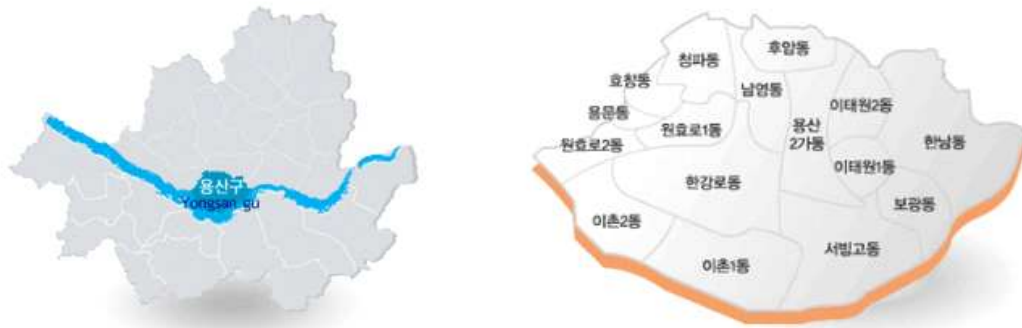 용산구
Yongsan gu
후암동
청파동
효창동
남영동
이태원2동
용문동
원효로1동
용산
2가동
한남동
원효로2동
이태원1동
한강로동
보광동
이촌2동
서빙고동
이촌1동